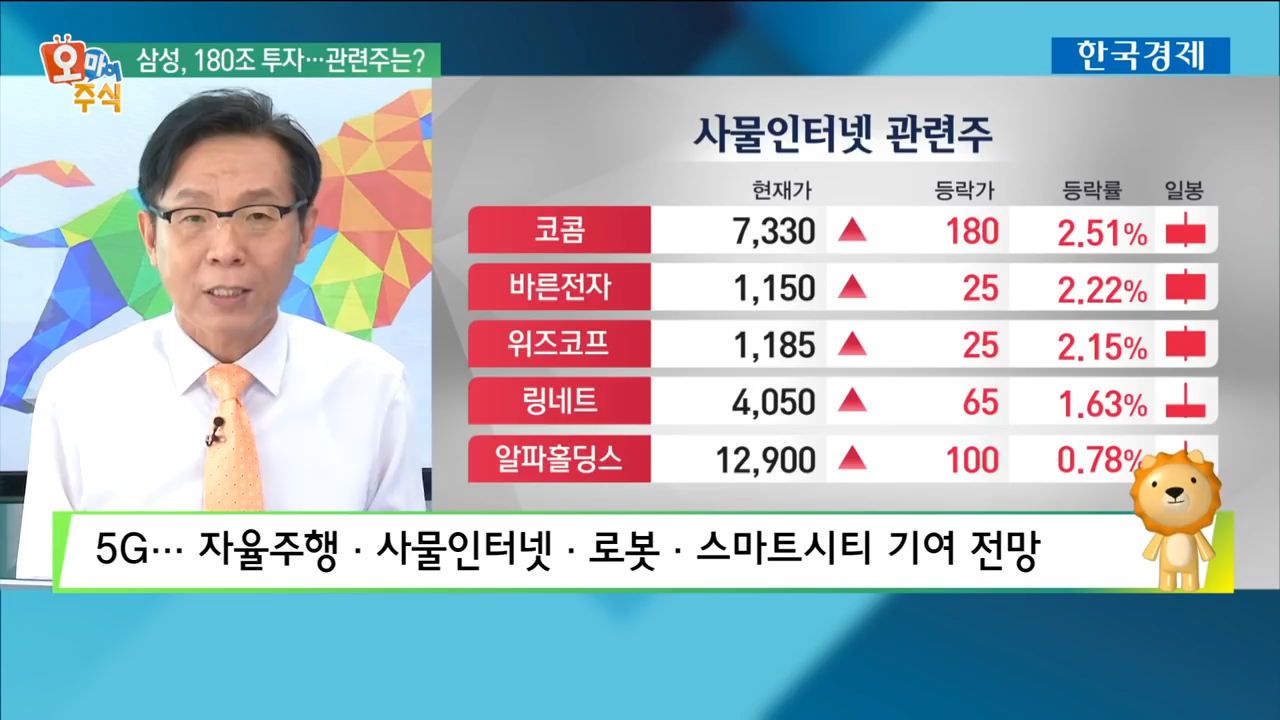 오마이
주식
삼성, 180조 투자…관련주는?
한국경제
사물인터넷 관련주
현재가 등락가 등락률 일봉
코콤 7,330 ▲ 180 2.51%
바른전자 1,150 ▲ 25 2.22%
위즈코프 1,185 ▲ 25 2.15%
링네트 4,050 ▲ 65 1.63%
알파홀딩스 12,900 ▲ 100 0.78%
5G… 자율주행 · 사물인터넷 · 로봇 · 스마트시티 기여 전망